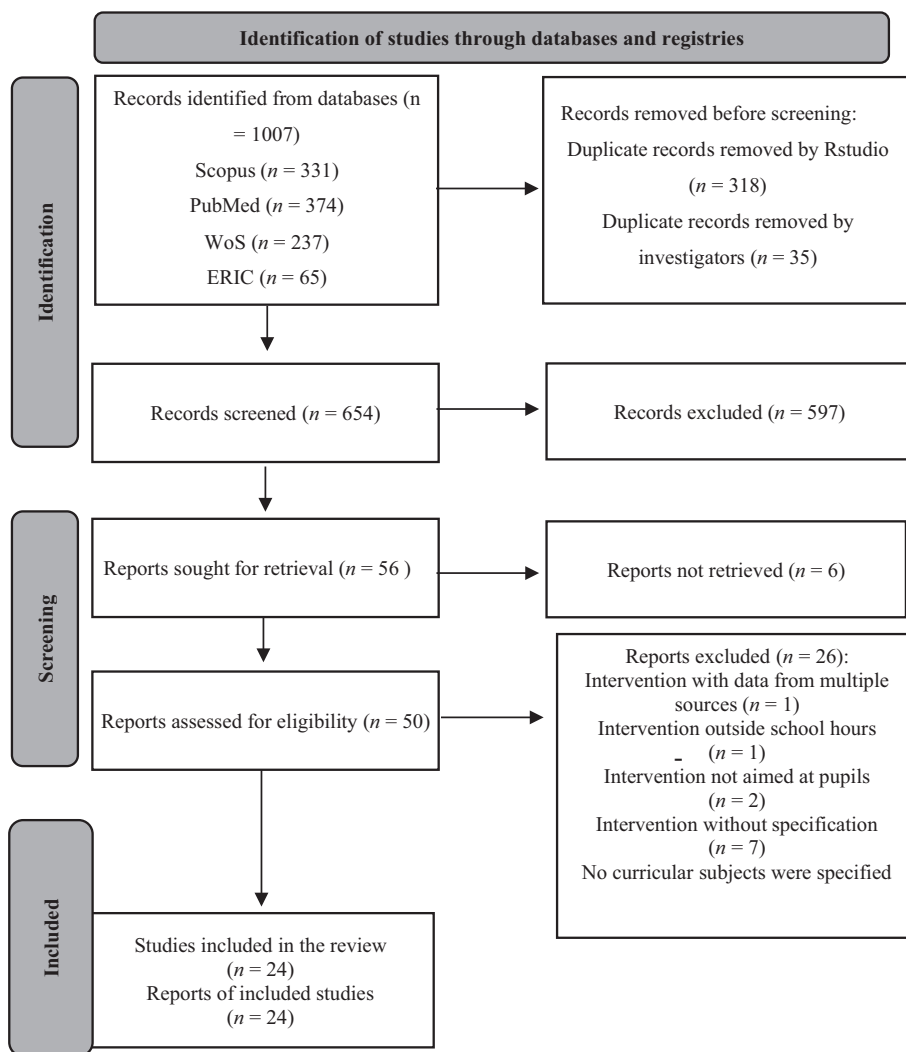 Identification of studies through databases and registries
Identification
Records identified from databases (n
= 1007)
Scopus (n = 331)
PubMed (n = 374)
WoS (n = 237)
ERIC (n = 65)
Records removed before screening:
Duplicate records removed by Rstudio
(n = 318)
Duplicate records removed by
investigators (n = 35)
Records screened (n = 654)
Records excluded (n = 597)
Screening
Reports sought for retrieval (n = 56 )
Reports not retrieved (n = 6)
Reports assessed for eligibility (n = 50)
Reports excluded (n = 26):
Intervention with data from multiple
sources (n = 1)
Intervention outside school hours
- (n = 1)
Intervention not aimed at pupils
(n = 2)
Intervention without specification
(n = 7)
No curricular subjects were specified
Included
Studies included in the review
(n = 24)
Reports of included studies
(n = 24)